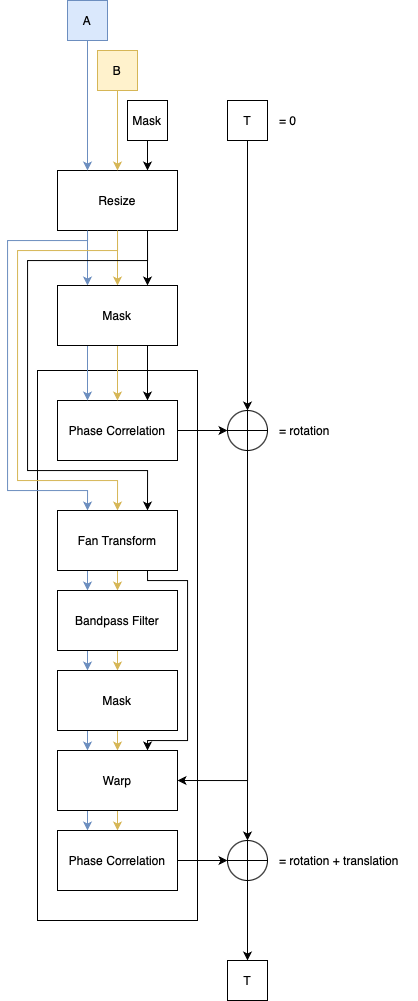 A
B
Mask
T
= 0
Resize
Mask
Phase Correlation
= rotation
Fan Transform
Bandpass Filter
Mask
Warp
Phase Correlation
= rotation + translation
T